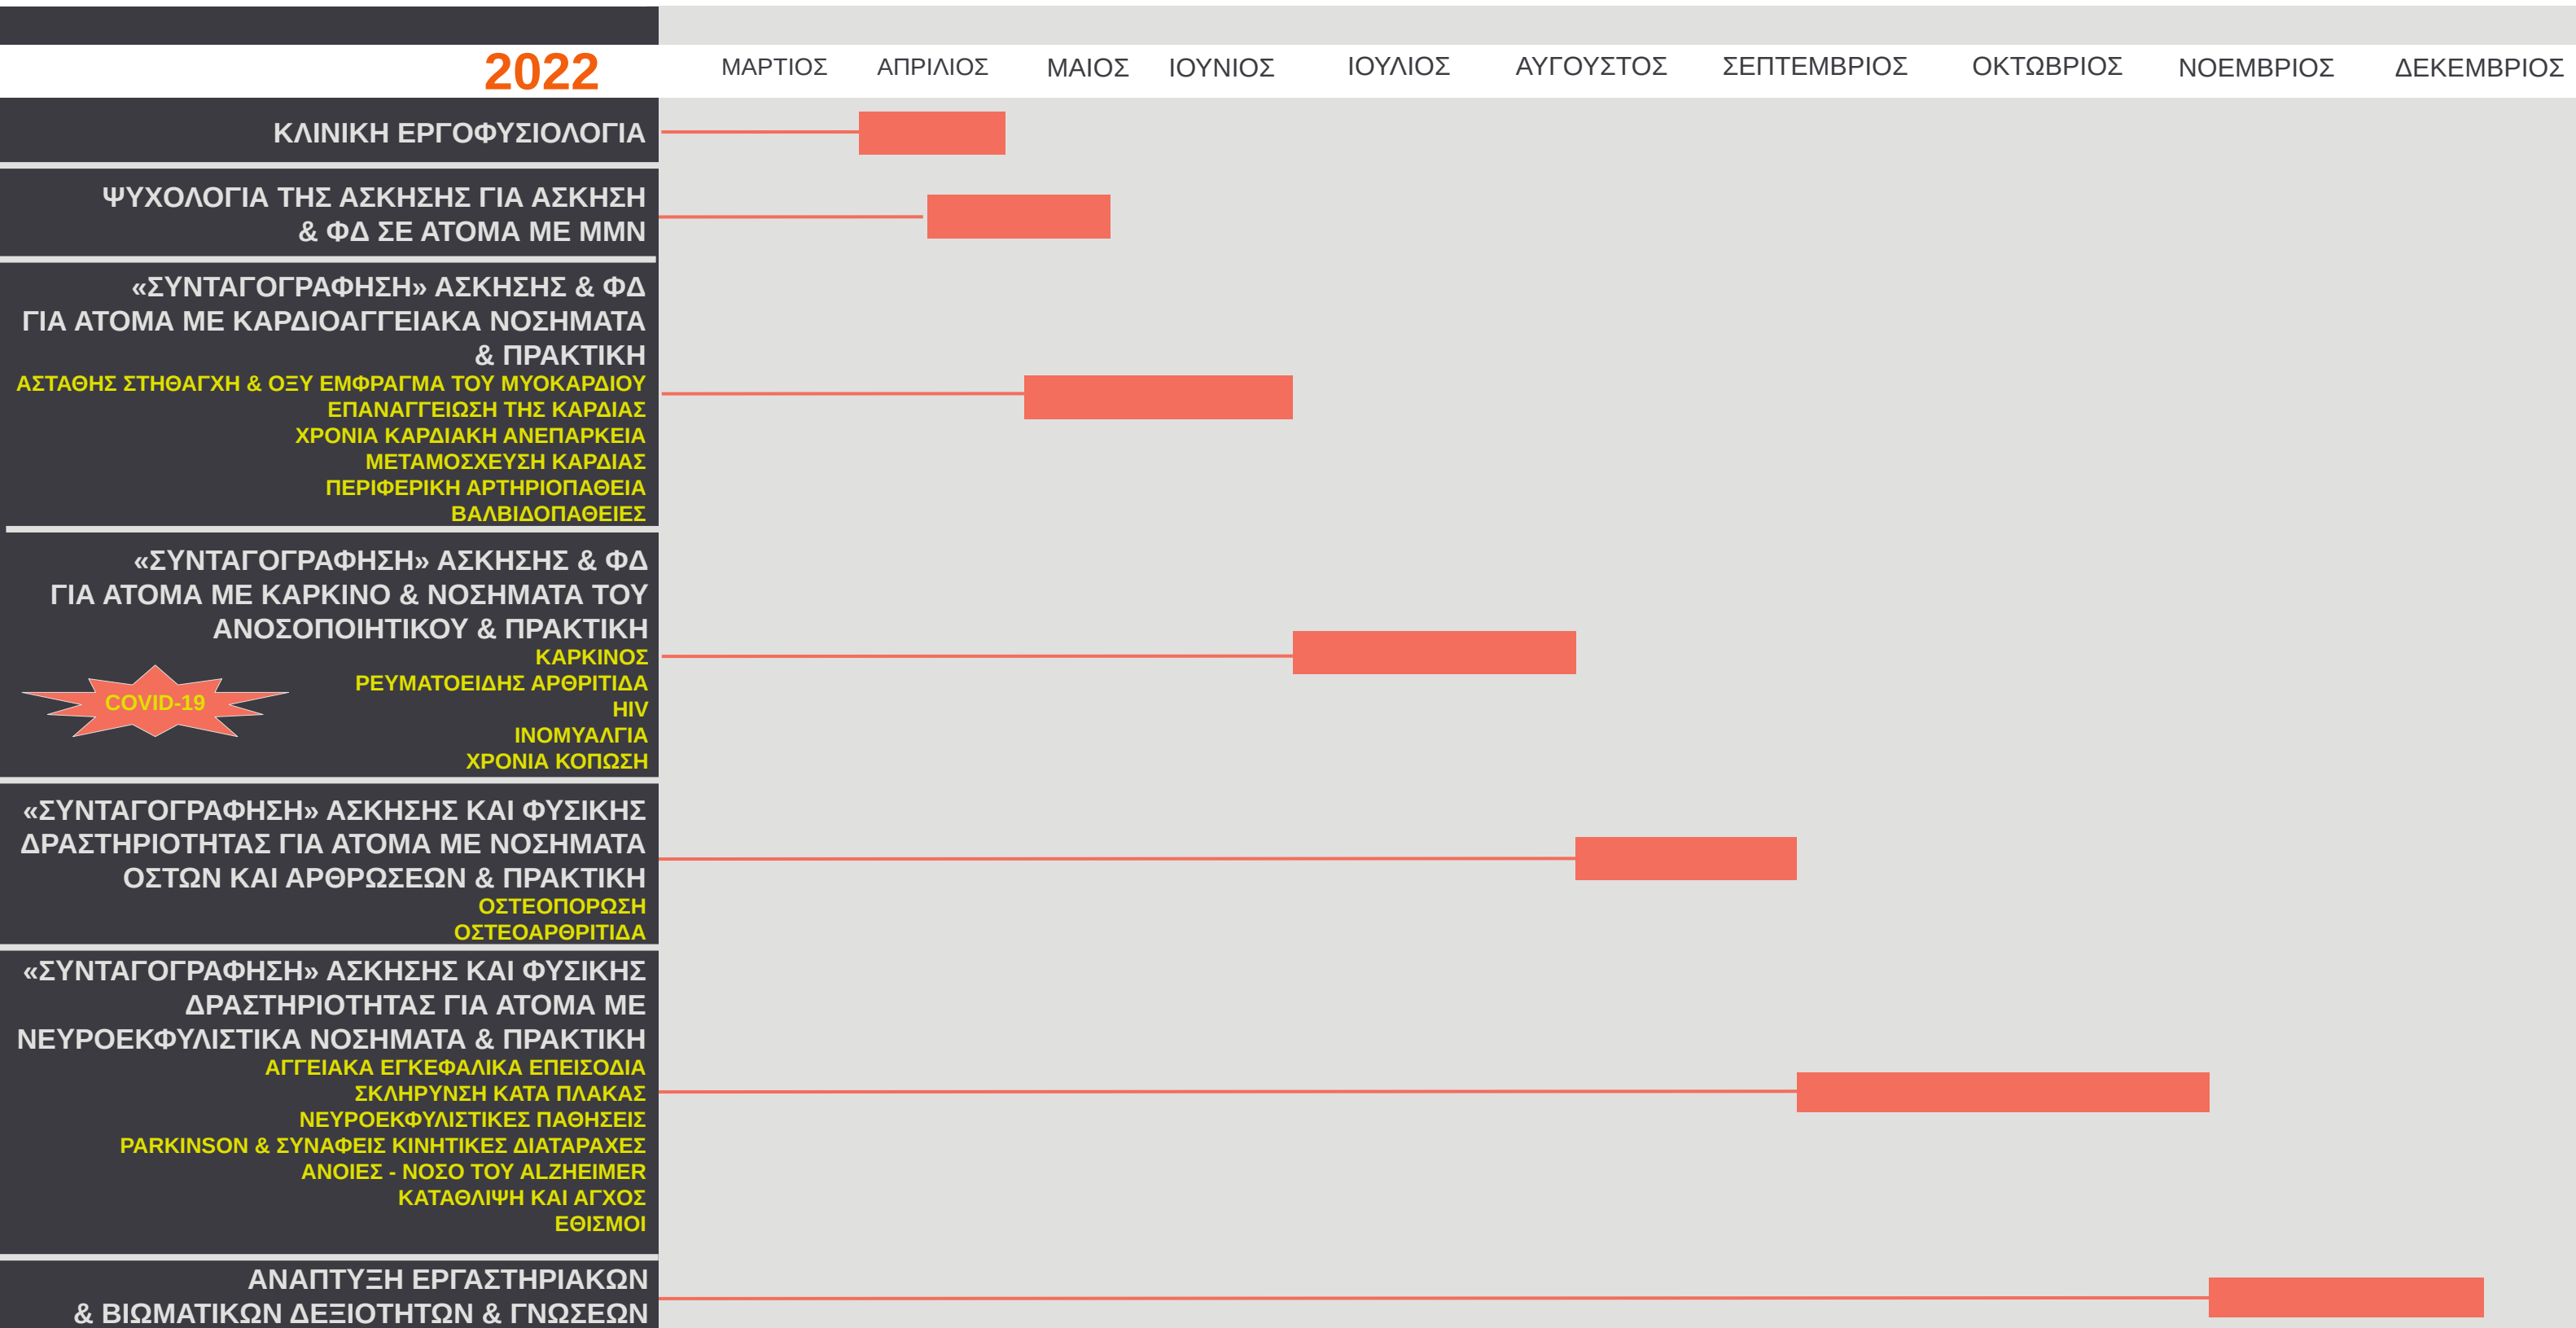 2022
ΜΑΡΤΙΟΣ
ΑΠΡΙΛΙΟΣ
ΜΑΙΟΣ
ΙΟΥΝΙΟΣ
ΙΟΥΛΙΟΣ
ΑΥΓΟΥΣΤΟΣ
ΣΕΠΤΕΜΒΡΙΟΣ
ΟΚΤΩΒΡΙΟΣ
ΝΟΕΜΒΡΙΟΣ
ΔΕΚΕΜΒΡΙΟΣ
ΚΛΙΝΙΚΗ ΕΡΓΟΦΥΣΙΟΛΟΓΙΑ
ΨΥΧΟΛΟΓΙΑ ΤΗΣ ΑΣΚΗΣΗΣ ΓΙΑ ΑΣΚΗΣΗ
& ΦΔ ΣΕ ΑΤΟΜΑ ΜΕ ΜΜΝ
«ΣΥΝΤΑΓΟΓΡΑΦΗΣΗ» ΑΣΚΗΣΗΣ & ΦΔ
ΓΙΑ ΑΤΟΜΑ ΜΕ ΚΑΡΔΙΟΑΓΓΕΙΑΚΑ ΝΟΣΗΜΑΤΑ
& ΠΡΑΚΤΙΚΗ
ΑΣΤΑΘΗΣ ΣΤΗΘΑΓΧΗ & ΟΞΥ ΕΜΦΡΑΓΜΑ ΤΟΥ ΜΥΟΚΑΡΔΙΟΥ
ΕΠΑΝΑΓΓΕΙΩΣΗ ΤΗΣ ΚΑΡΔΙΑΣ
ΧΡΟΝΙΑ ΚΑΡΔΙΑΚΗ ΑΝΕΠΑΡΚΕΙΑ
ΜΕΤΑΜΟΣΧΕΥΣΗ ΚΑΡΔΙΑΣ
ΠΕΡΙΦΕΡΙΚΗ ΑΡΤΗΡΙΟΠΑΘΕΙΑ
ΒΑΛΒΙΔΟΠΑΘΕΙΕΣ
«ΣΥΝΤΑΓΟΓΡΑΦΗΣΗ» ΑΣΚΗΣΗΣ & ΦΔ
ΓΙΑ ΑΤΟΜΑ ΜΕ ΚΑΡΚΙΝΟ & ΝΟΣΗΜΑΤΑ ΤΟΥ
ΑΝΟΣΟΠΟΙΗΤΙΚΟΥ & ΠΡΑΚΤΙΚΗ
ΚΑΡΚΙΝΟΣ
ΡΕΥΜΑΤΟΕΙΔΗΣ ΑΡΘΡΙΤΙΔΑ
COVID-19
HIV
ΙΝΟΜΥΑΛΓΙΑ
ΧΡΟΝΙΑ ΚΟΠΩΣΗ
«ΣΥΝΤΑΓΟΓΡΑΦΗΣΗ» ΑΣΚΗΣΗΣ ΚΑΙ ΦΥΣΙΚΗΣ
ΔΡΑΣΤΗΡΙΟΤΗΤΑΣ ΓΙΑ ΑΤΟΜΑ ΜΕ ΝΟΣΗΜΑΤΑ
ΟΣΤΩΝ ΚΑΙ ΑΡΘΡΩΣΕΩΝ & ΠΡΑΚΤΙΚΗ
ΟΣΤΕΟΠΟΡΩΣΗ
ΟΣΤΕΟΑΡΘΡΙΤΙΔΑ
«ΣΥΝΤΑΓΟΓΡΑΦΗΣΗ» ΑΣΚΗΣΗΣ ΚΑΙ ΦΥΣΙΚΗΣ
ΔΡΑΣΤΗΡΙΟΤΗΤΑΣ ΓΙΑ ΑΤΟΜΑ ΜΕ
ΝΕΥΡΟΕΚΦΥΛΙΣΤΙΚΑ ΝΟΣΗΜΑΤΑ & ΠΡΑΚΤΙΚΗ
ΑΓΓΕΙΑΚΑ ΕΓΚΕΦΑΛΙΚΑ ΕΠΕΙΣΟΔΙΑ
ΣΚΛΗΡΥΝΣΗ ΚΑΤΑ ΠΛΑΚΑΣ
ΝΕΥΡΟΕΚΦΥΛΙΣΤΙΚΕΣ ΠΑΘΗΣΕΙΣ
PARKINSON & ΣΥΝΑΦΕΙΣ ΚΙΝΗΤΙΚΕΣ ΔΙΑΤΑΡΑΧΕΣ
ΑΝΟΙΕΣ - ΝΟΣΟ ΤΟΥ ALZHEIMER
ΚΑΤΑΘΛΙΨΗ ΚΑΙ ΑΓΧΟΣ
ΕΘΙΣΜΟΙ
ΑΝΑΠΤΥΞΗ ΕΡΓΑΣΤΗΡΙΑΚΩΝ
& ΒΙΩΜΑΤΙΚΩΝ ΔΕΞΙΟΤΗΤΩΝ & ΓΝΩΣΕΩΝ